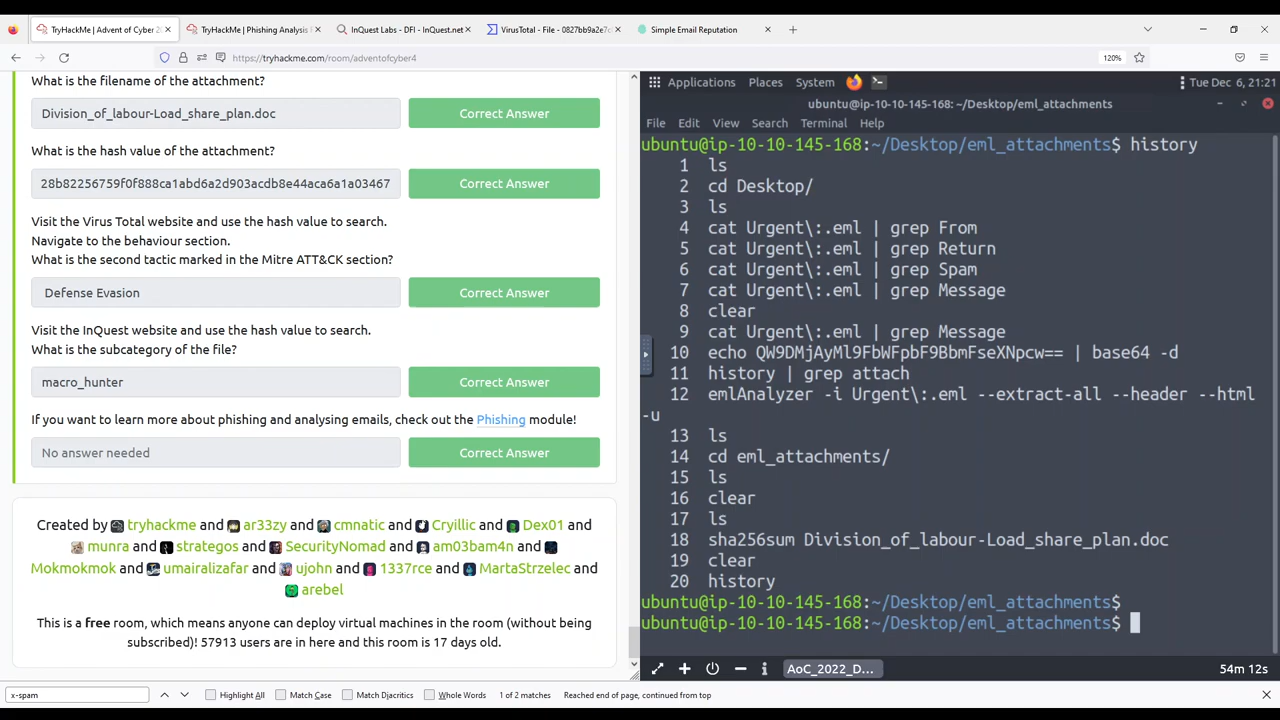 TryHackMe | Advent of Cyber 2
TryHackMe | Phishing Analysis F
InQuest Labs - DFI - InQuest.net
VirusTotal - File - 0827bb9a2e7
Simple Email Reputation
https://tryhackme.com/room/adventofcyber4
120%
What is the filename of the attachment?
Division_of_labour-Load_share_plan.doc
Correct Answer
What is the hash value of the attachment?
28b82256759f0f888ca1abd6a2d903acdb8e44aca6a1a03467
Correct Answer
Visit the Virus Total website and use the hash value to search.
Navigate to the behaviour section.
What is the second tactic marked in the Mitre ATT&CK section?
Defense Evasion
Correct Answer
Visit the InQuest website and use the hash value to search.
What is the subcategory of the file?
macro_hunter
Correct Answer
If you want to learn more about phishing and analysing emails, check out the Phishing module!
No answer needed
Correct Answer
Created by tryhackme and ar33zy and cmnatic and Cryillic and Dex01 and
munra and strategos and SecurityNomad and am03bam4n and
Mokmokmok and umairalizafar and ujohn and 1337rce and MartaStrzelec and
arebel
This is a free room, which means anyone can deploy virtual machines in the room (without being
subscribed)! 57913 users are in here and this room is 17 days old.
Applications Places System
Tue Dec 6, 21:21
ubuntu@ip-10-10-145-168: ~/Desktop/eml_attachments
File Edit View Search Terminal Help
ubuntu@ip-10-10-145-168:~/Desktop/eml_attachments$ history
1 ls
2 cd Desktop/
3 ls
4 cat Urgent\:.eml | grep From
5 cat Urgent\:.eml | grep Return
6 cat Urgent\:.eml | grep Spam
7 cat Urgent\:.eml | grep Message
8 clear
9 cat Urgent\:.eml | grep Message
10 echo QW9DMjAyMl9FbWFpbF9BbmFseXNpcw== | base64 -d
11 history | grep attach
12 emlAnalyzer -i Urgent\:.eml --extract-all --header --html
-u
13 ls
14 cd eml_attachments/
15 ls
16 clear
17 ls
18 sha256sum Division_of_labour-Load_share_plan.doc
19 clear
20 history
ubuntu@ip-10-10-145-168:~/Desktop/eml_attachments$
ubuntu@ip-10-10-145-168:~/Desktop/eml_attachments$
AoC_2022_D...
54m 12s
x-spam
Highlight All
Match Case
Match Diacritics
Whole Words
1 of 2 matches
Reached end of page, continued from top